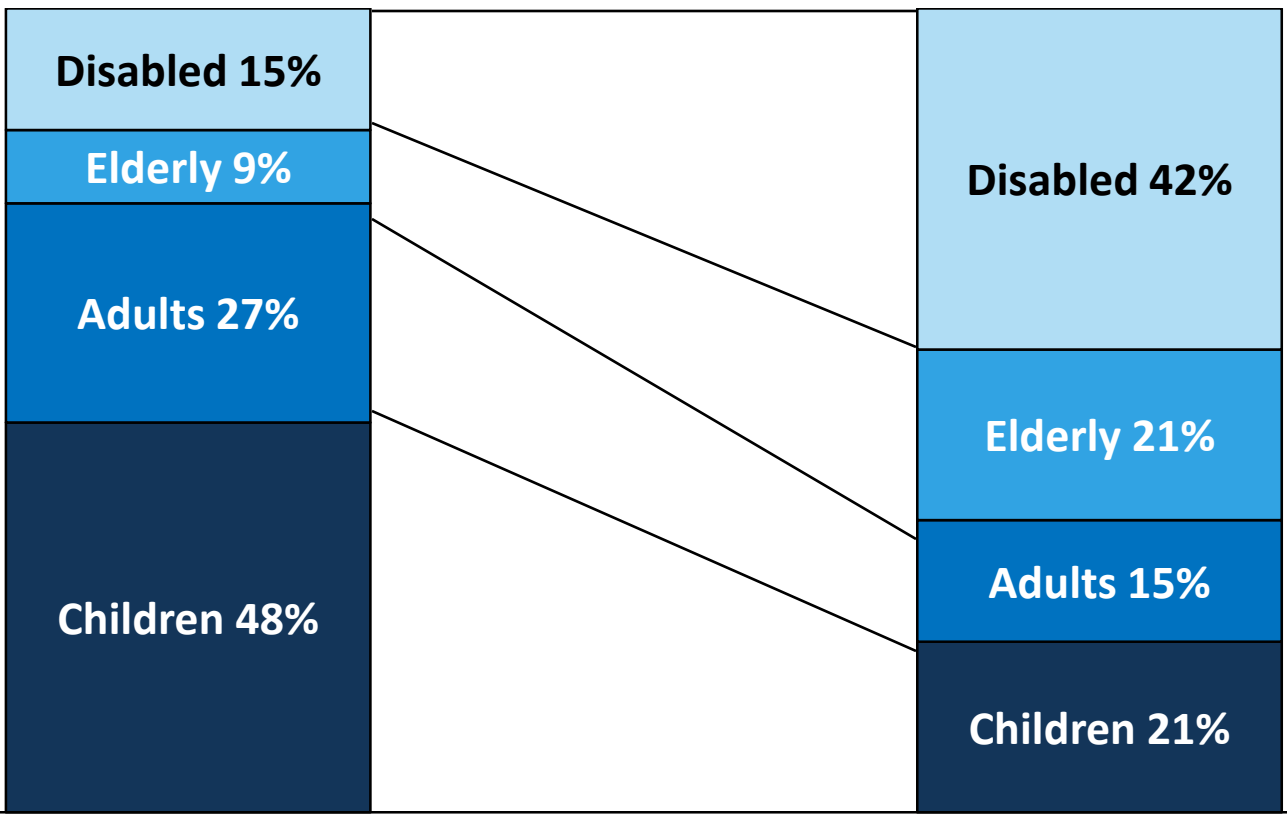 Disabled 15%
Elderly 9%
Adults 27%
Children 48%
Disabled 42%
Elderly 21%
Adults 15%
Children 21%